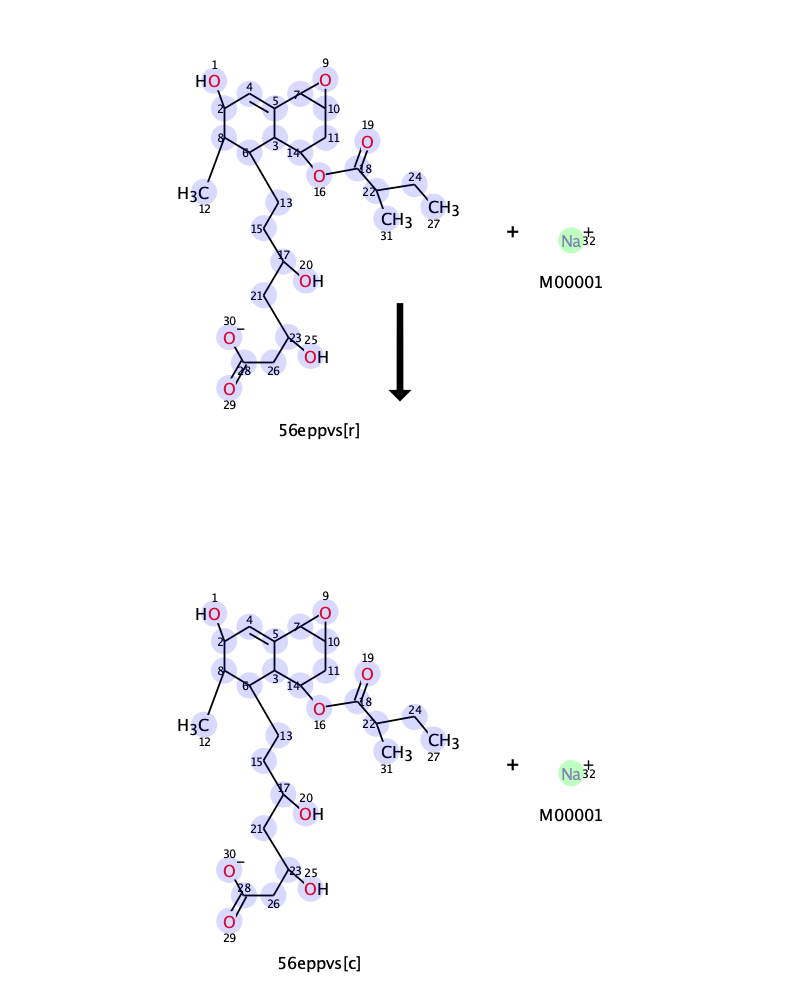 1
HO
9
O
4
2
5
7
10
8
3
11
6
14
19
O
18
16
O
22
24
H₃C
12
13
CH₃
27
CH₃
31
15
17
20
OH
21
+
Na
+
32
M00001
30
O
−
23
25
OH
28
26
O
29
56eppvs[r]
1
HO
9
O
4
2
5
7
10
8
3
11
6
14
19
O
18
16
O
22
24
H₃C
12
13
CH₃
27
CH₃
31
15
17
20
OH
21
+
Na
+
32
M00001
30
O
−
23
25
OH
28
26
O
29
56eppvs[c]